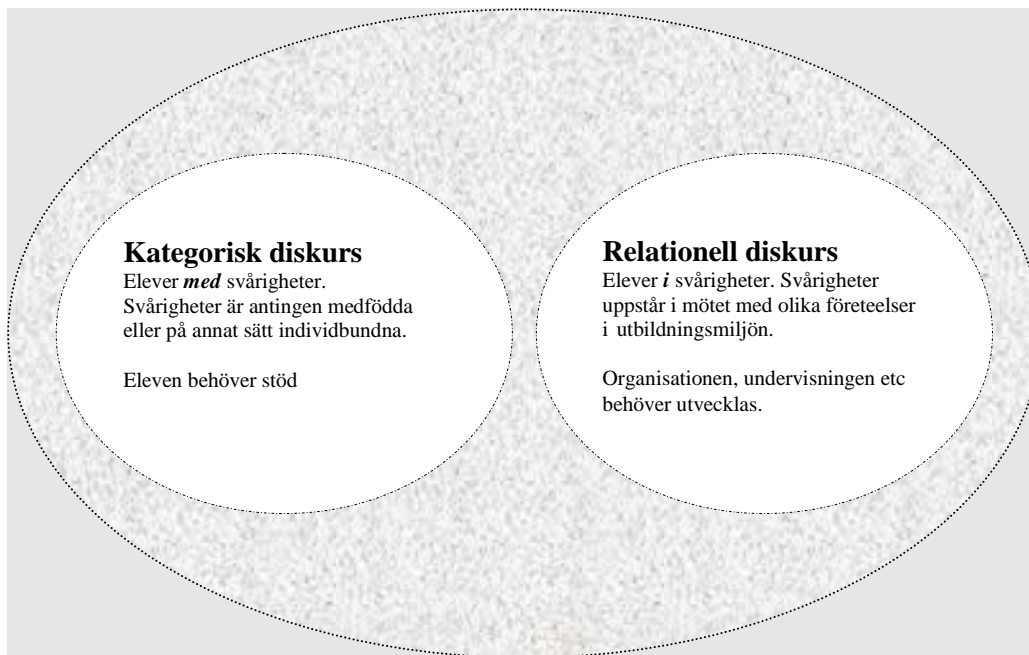 Kategorisk diskurs
Elever med svårigheter.
Svårigheter är antingen medfödda
eller på annat sätt individbundna.
Eleven behöver stöd
Relationell diskurs
Elever i svårigheter. Svårigheter
uppstår i mötet med olika företeelser
i utbildningsmiljön.
Organisationen, undervisningen etc
behöver utvecklas.